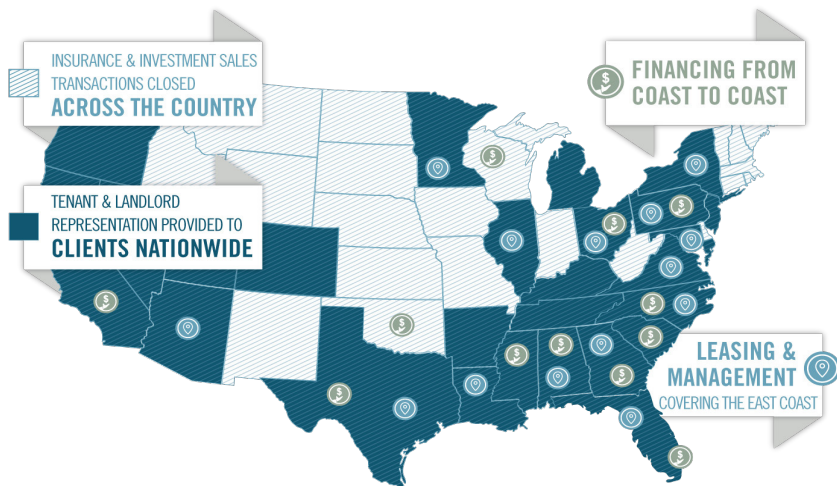 INSURANCE & INVESTMENT SALES
TRANSACTIONS CLOSED
ACROSS THE COUNTRY
FINANCING FROM
COAST TO COAST
TENANT & LANDLORD
REPRESENTATION PROVIDED TO
CLIENTS NATIONWIDE
LEASING &
MANAGEMENT
COVERING THE EAST COAST